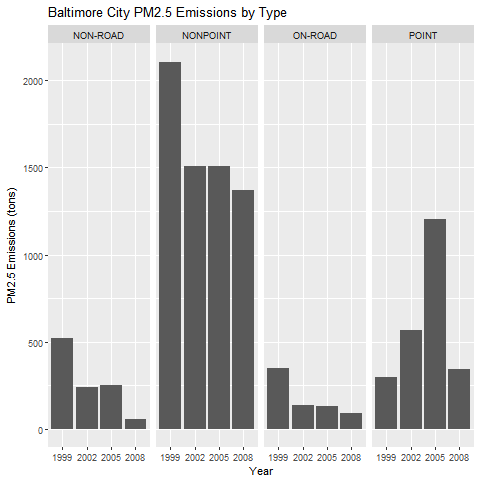 Baltimore City PM2.5 Emissions by Type
NON-ROAD NONPOINT ON-ROAD POINT
PM2.5 Emissions (tons)
2000
1500
1000
500
0
1999 2002 2005 2008 1999 2002 2005 2008 1999 2002 2005 2008 1999 2002 2005 2008
Year